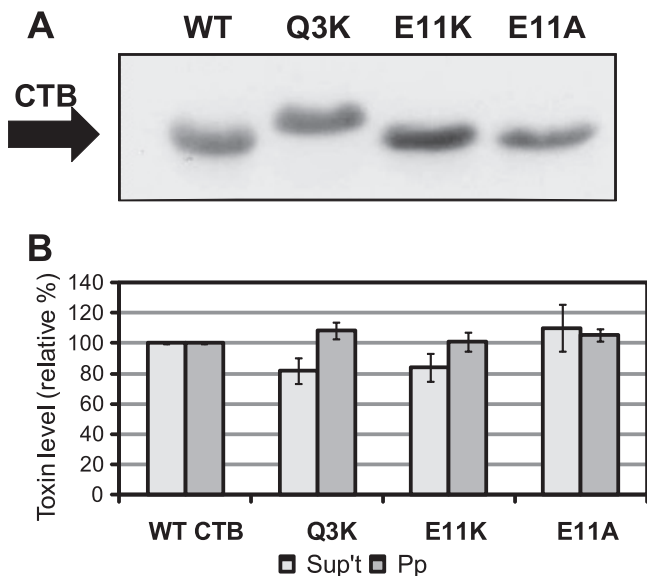 A
WT Q3K E11K E11A
CTB
B
Toxin level (relative %)
140
120
100
80
60
40
20
0
WT CTB Q3K E11K E11A
Sup't Pp